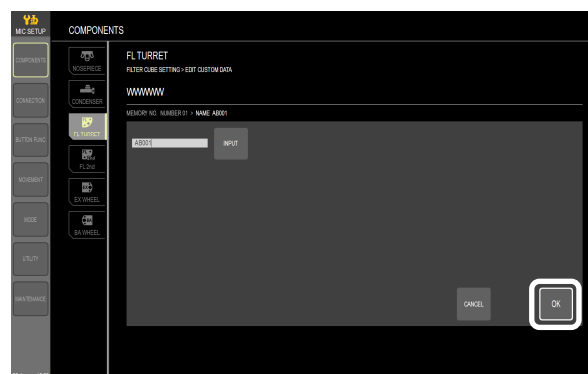 MIC SETUP
COMPONENTS
COMPONENTS
CONNECTION
BUTTON FUNC.
MOVEMENT
MODE
UTILITY
MAINTENANCE
NOSEPIECE
CONDENSER
FL TURRET
FL 2nd
EX WHEEL
BA WHEEL
FL TURRET
FILTER CUBE SETTING > EDIT CUSTOM DATA
WWWWWW
MEMORY NO. NUMBER 01 > NAME AB001
AB001
INPUT
CANCEL
OK